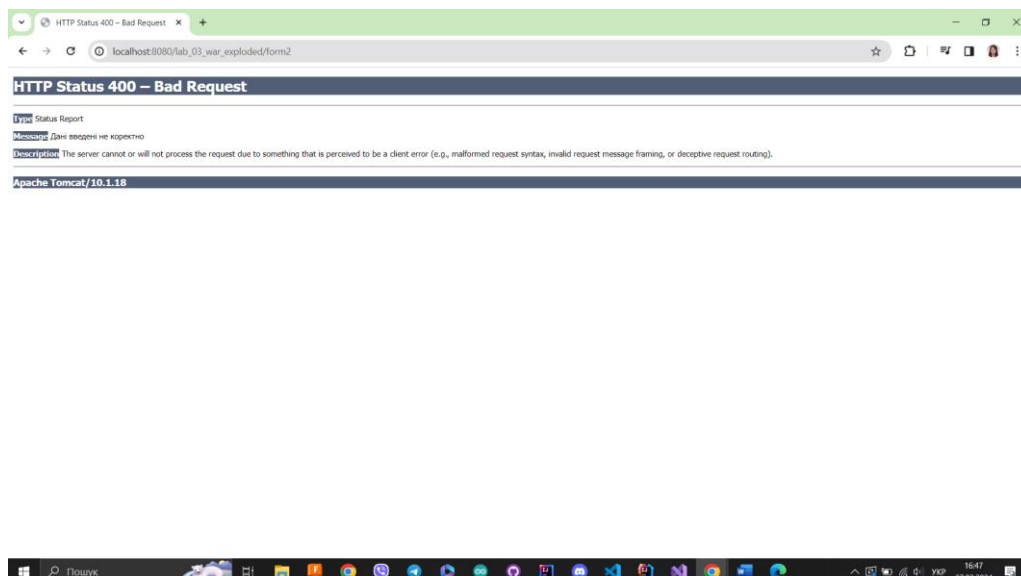 HTTP Status 400 – Bad Request
localhost:8080/lab_03_war_exploded/form2
HTTP Status 400 – Bad Request
Type Status Report
Message Дані введені не коректно
Description The server cannot or will not process the request due to something that is perceived to be a client error (e.g., malformed request syntax, invalid request message framing, or deceptive request routing).
Apache Tomcat/10.1.18
Пошук
УКР
16:47